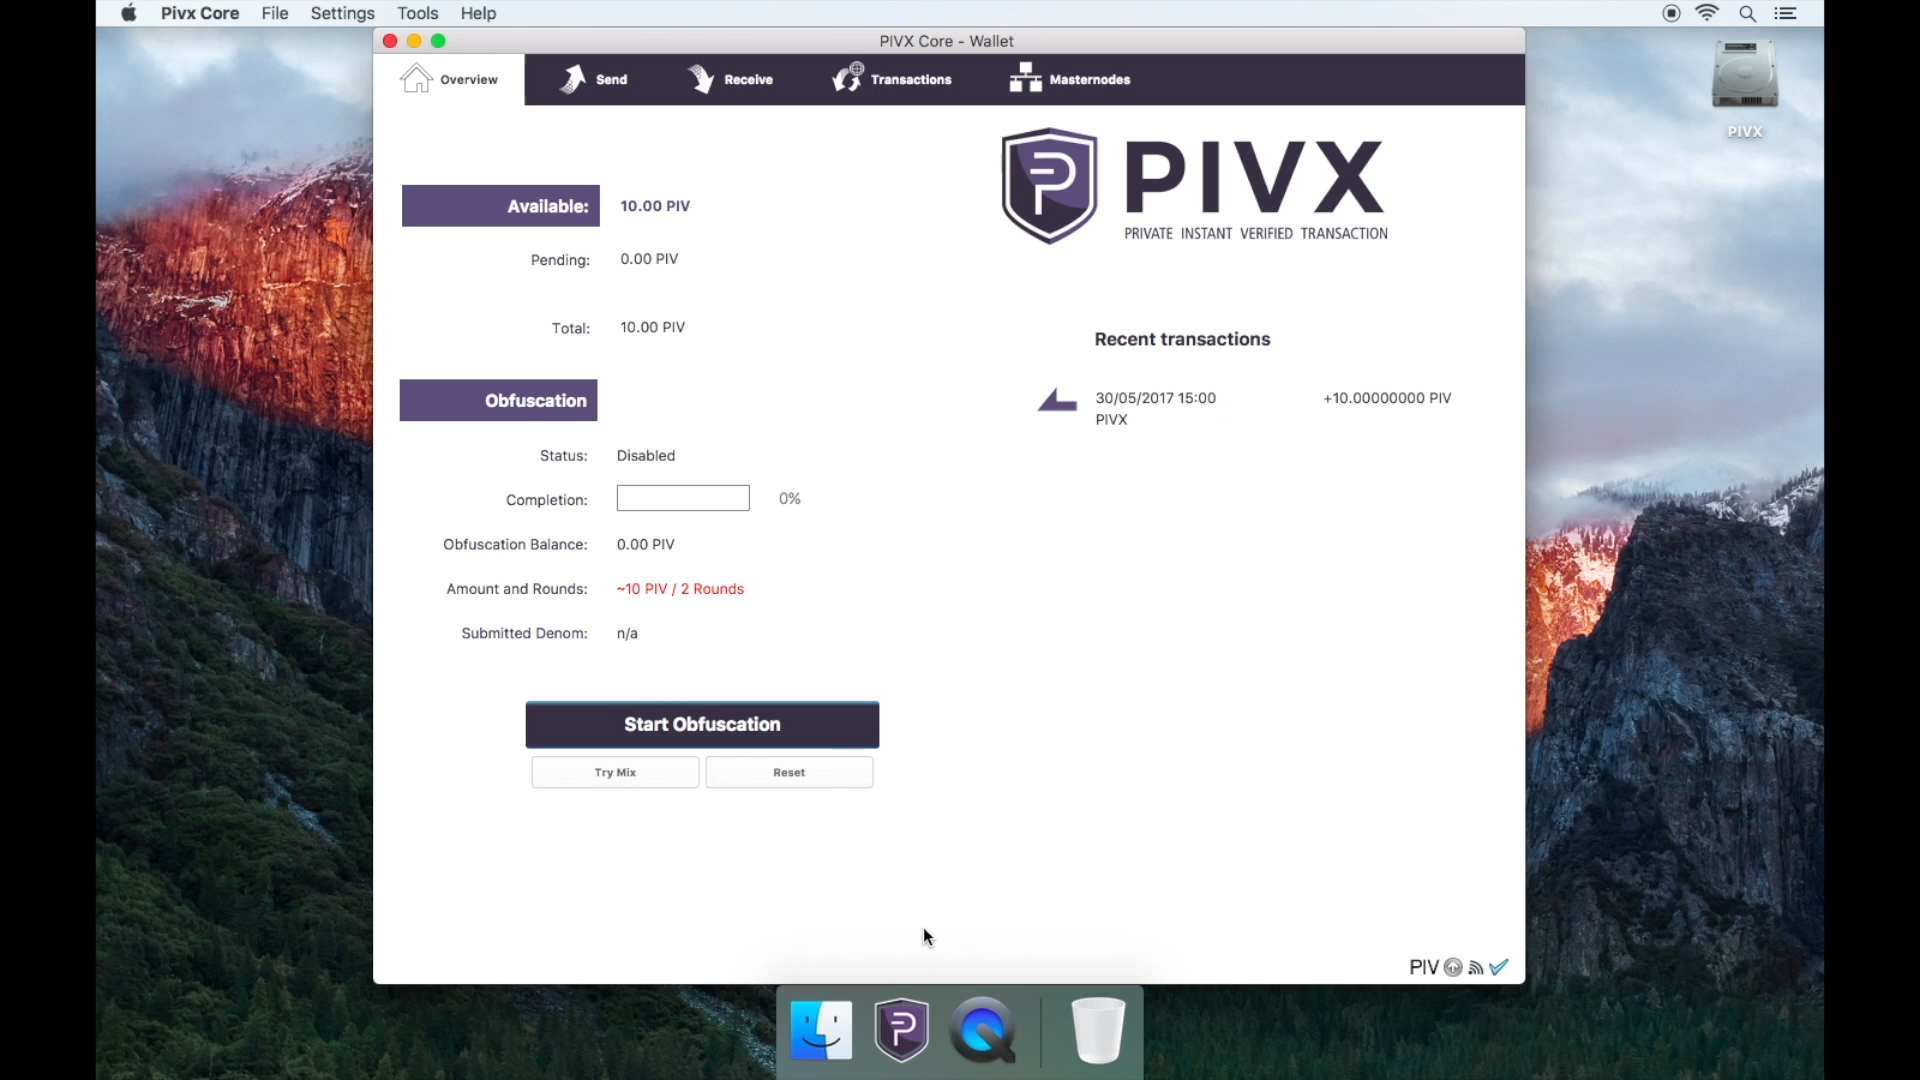 Pivx Core File Settings Tools Help
PIVX Core - Wallet
Overview Send Receive Transactions Masternodes
PIVX
PIVX
PRIVATE INSTANT VERIFIED TRANSACTION
Available: 10.00 PIV
Pending: 0.00 PIV
Total: 10.00 PIV
Recent transactions
30/05/2017 15:00 +10.00000000 PIV
PIVX
Obfuscation
Status: Disabled
Completion: 0%
Obfuscation Balance: 0.00 PIV
Amount and Rounds: ~10 PIV / 2 Rounds
Submitted Denom: n/a
Start Obfuscation
Try Mix Reset
PIV